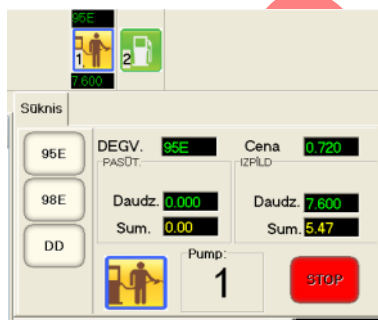 95E
1
2
7.600
Sūknis
95E
98E
DD
DEGV. 95E Cena 0.720
PASŪT. IZPILD
Daudz. 0.000 Daudz. 7.600
Sum. 0.00 Sum. 5.47
Pump:
1
STOP